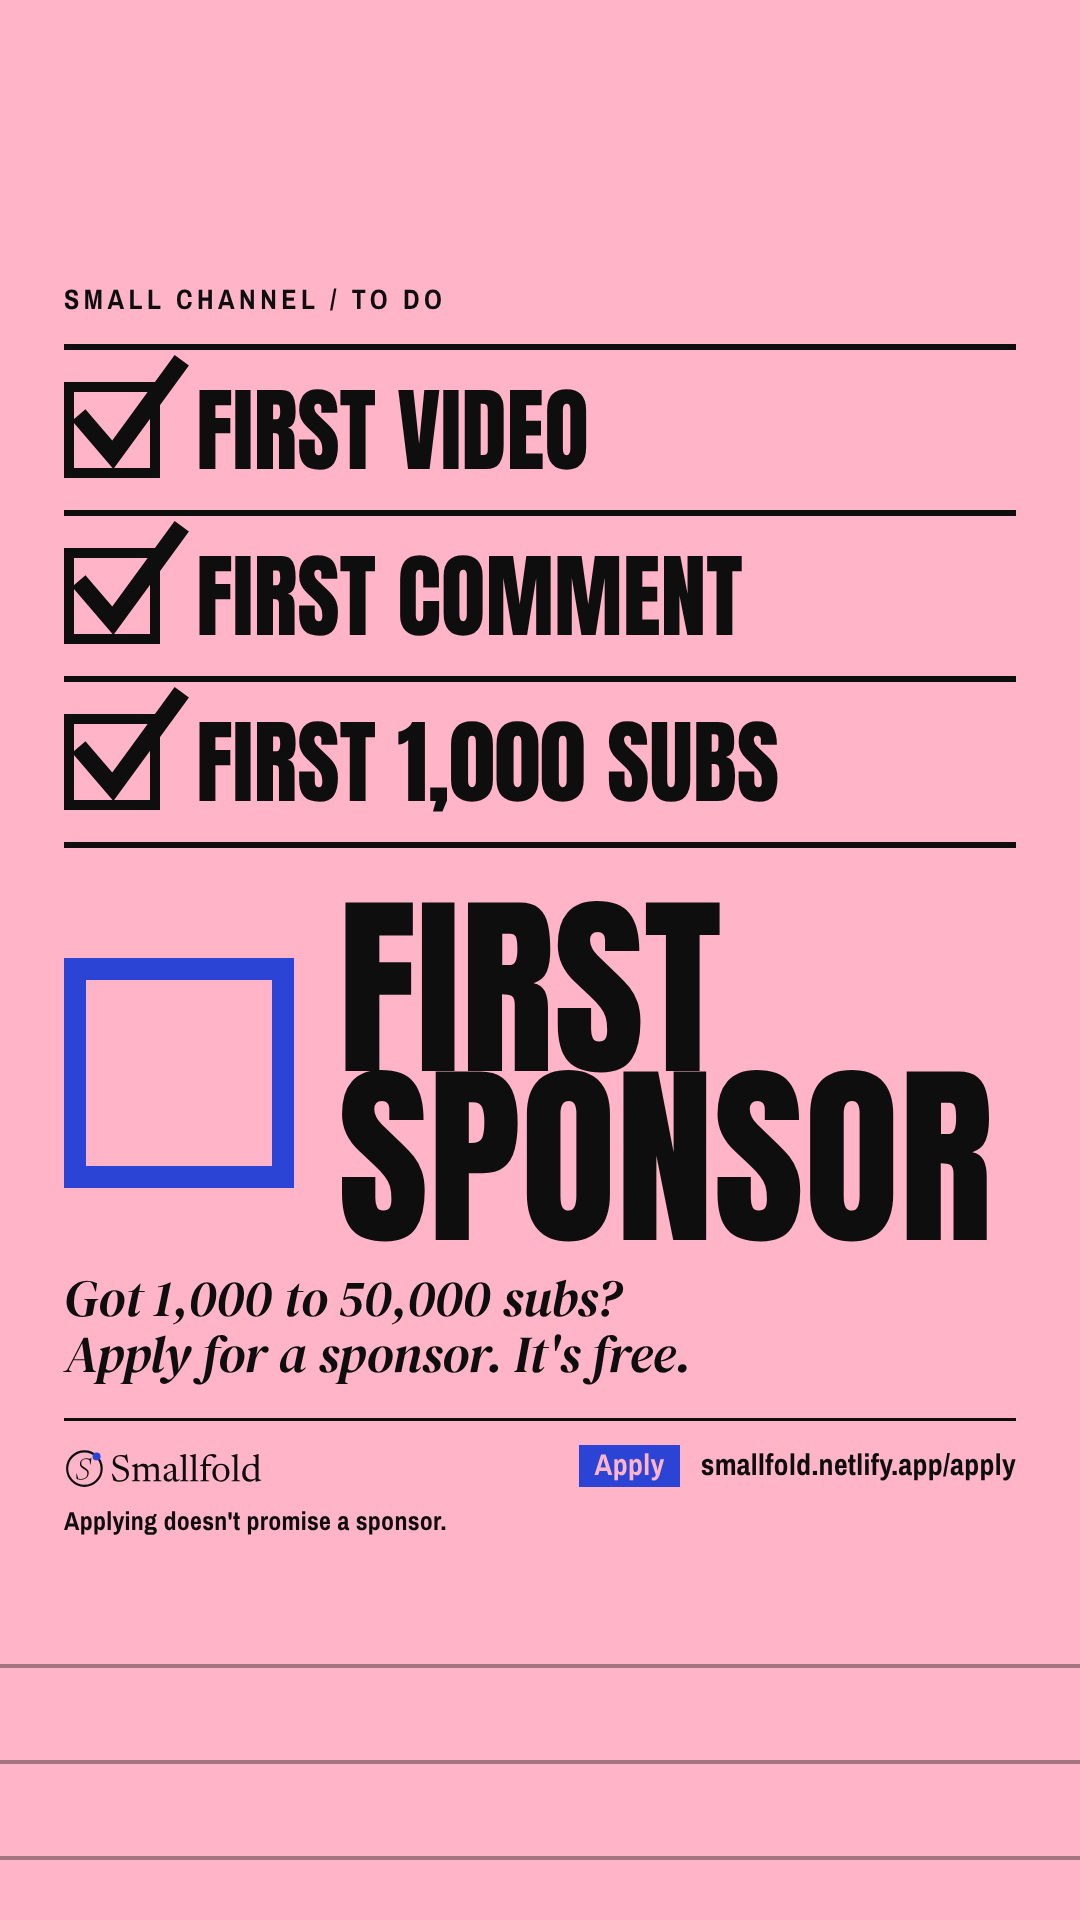 SMALL CHANNEL / TO DO
FIRST VIDEO
FIRST COMMENT
FIRST 1,000 SUBS
FIRST
SPONSOR
Got 1,000 to 50,000 subs?
Apply for a sponsor. It's free.
S Smallfold
Apply smallfold.netlify.app/apply
Applying doesn't promise a sponsor.